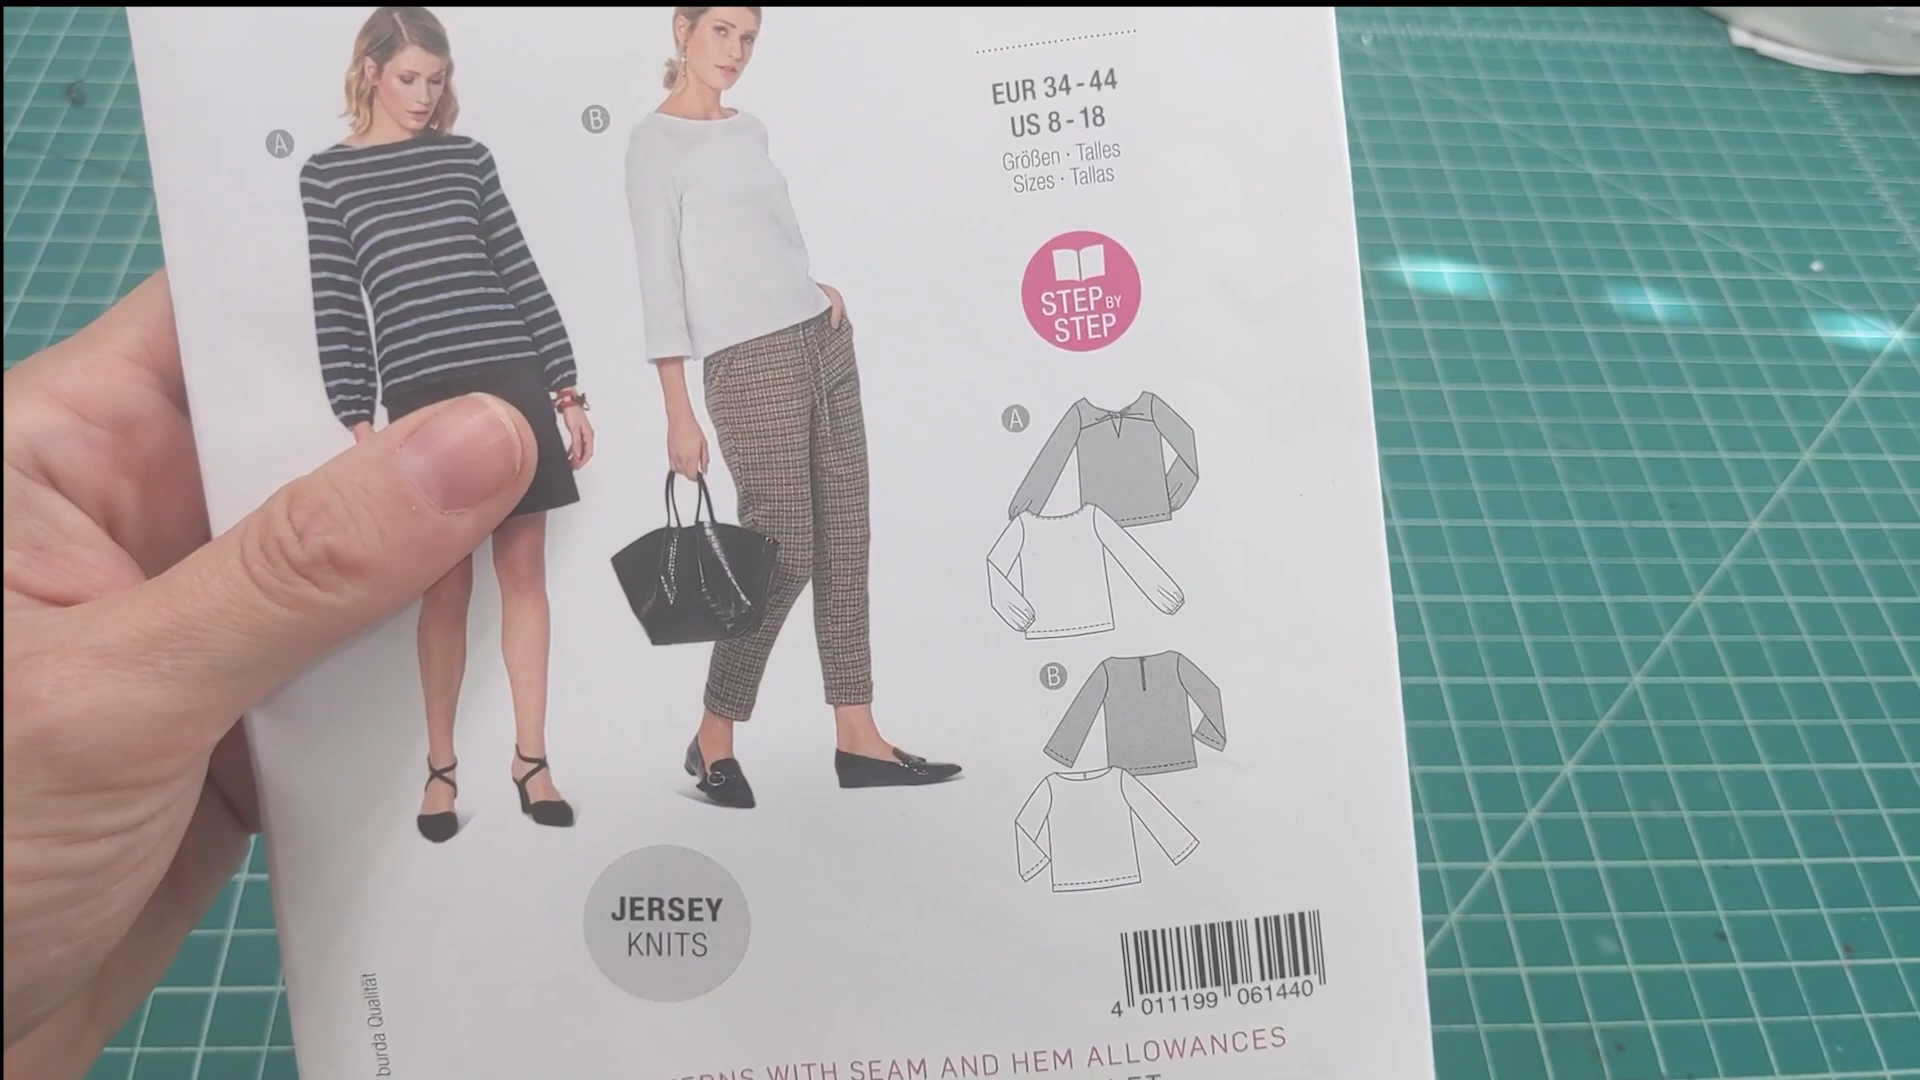 A
B
EUR 34-44
US 8-18
Größen · Talles
Sizes · Tallas
STEP BY
STEP
A
B
JERSEY
KNITS
4 011199 061440
burda Qualität
WITH SEAM AND HEM ALLOWANCES